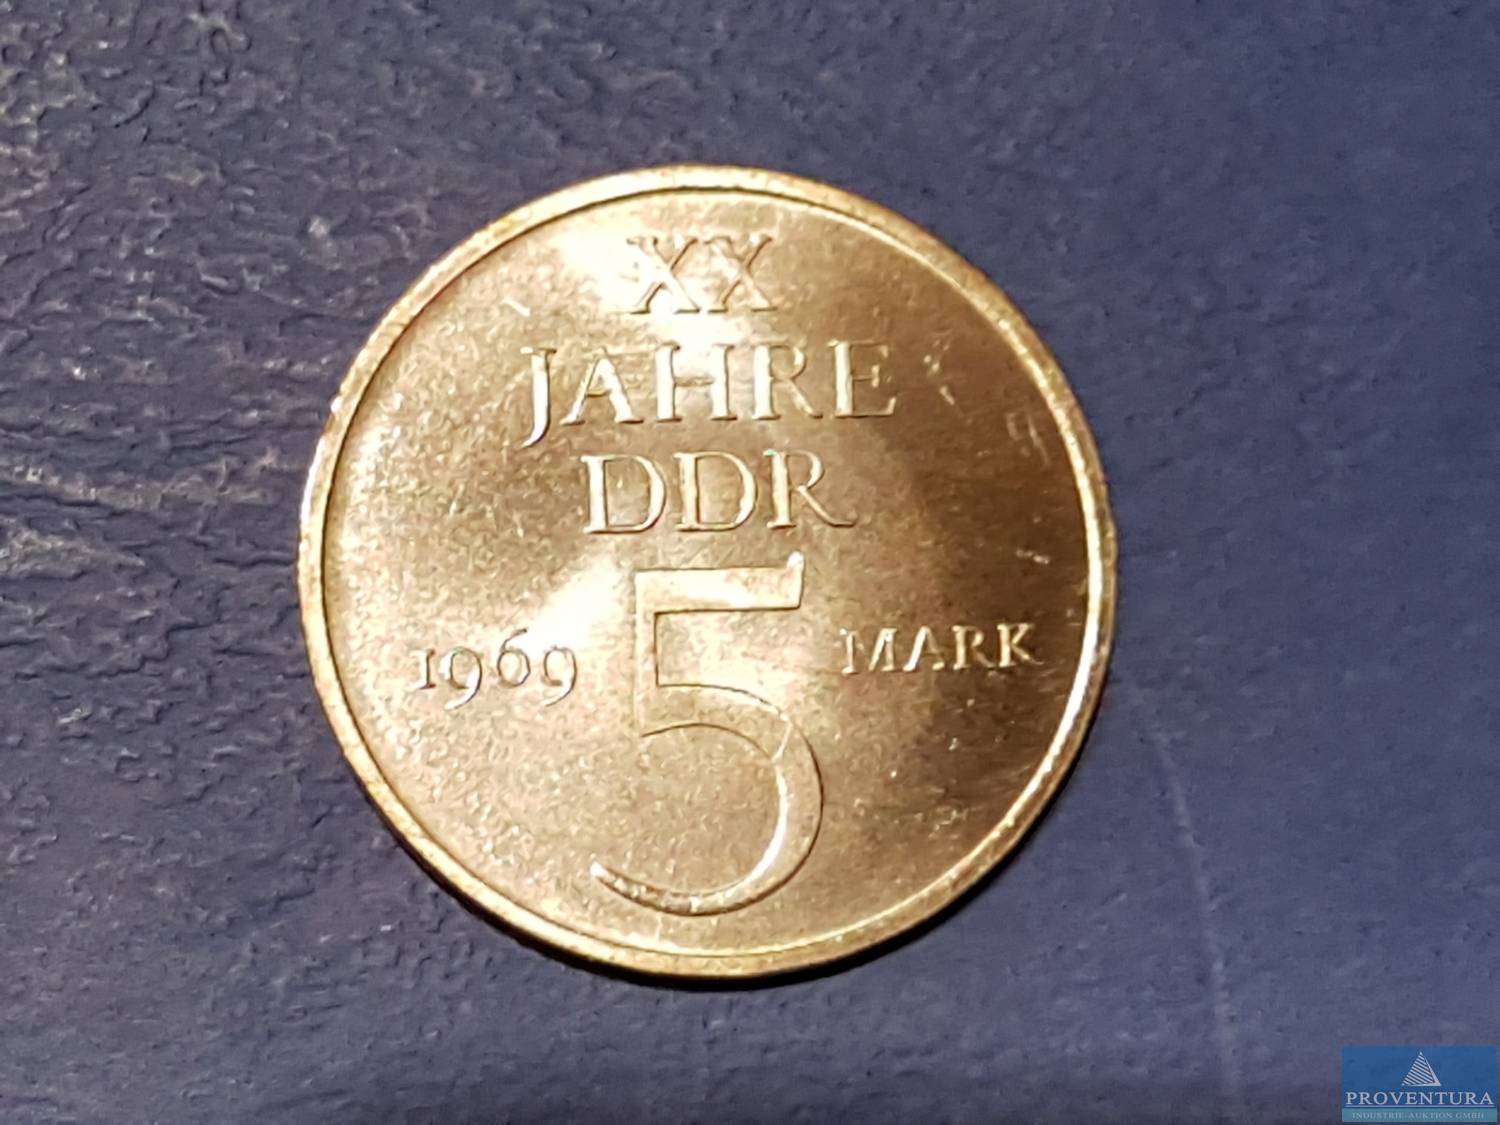 XX
JAHRE
DDR
1969 5 MARK
PROVENTURA
INDUSTRIE-AUKTION GMBH